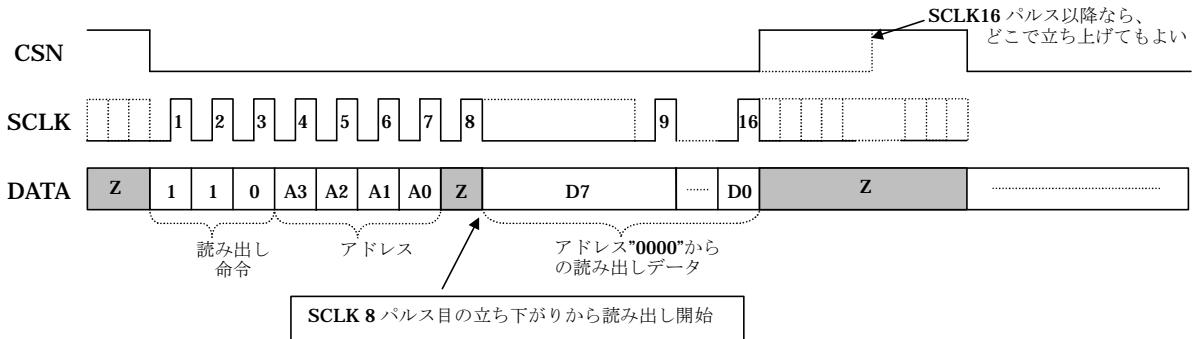 SCLK16 パルス以降なら、
どこで立ち上げてもよい
CSN
SCLK 1 2 3 4 5 6 7 8 9 16
DATA Z 1 1 0 A3 A2 A1 A0 Z D7 ...... D0 Z
読み出し
命令
アドレス
アドレス"0000"から
の読み出しデータ
SCLK 8 パルス目の立ち下がりから読み出し開始